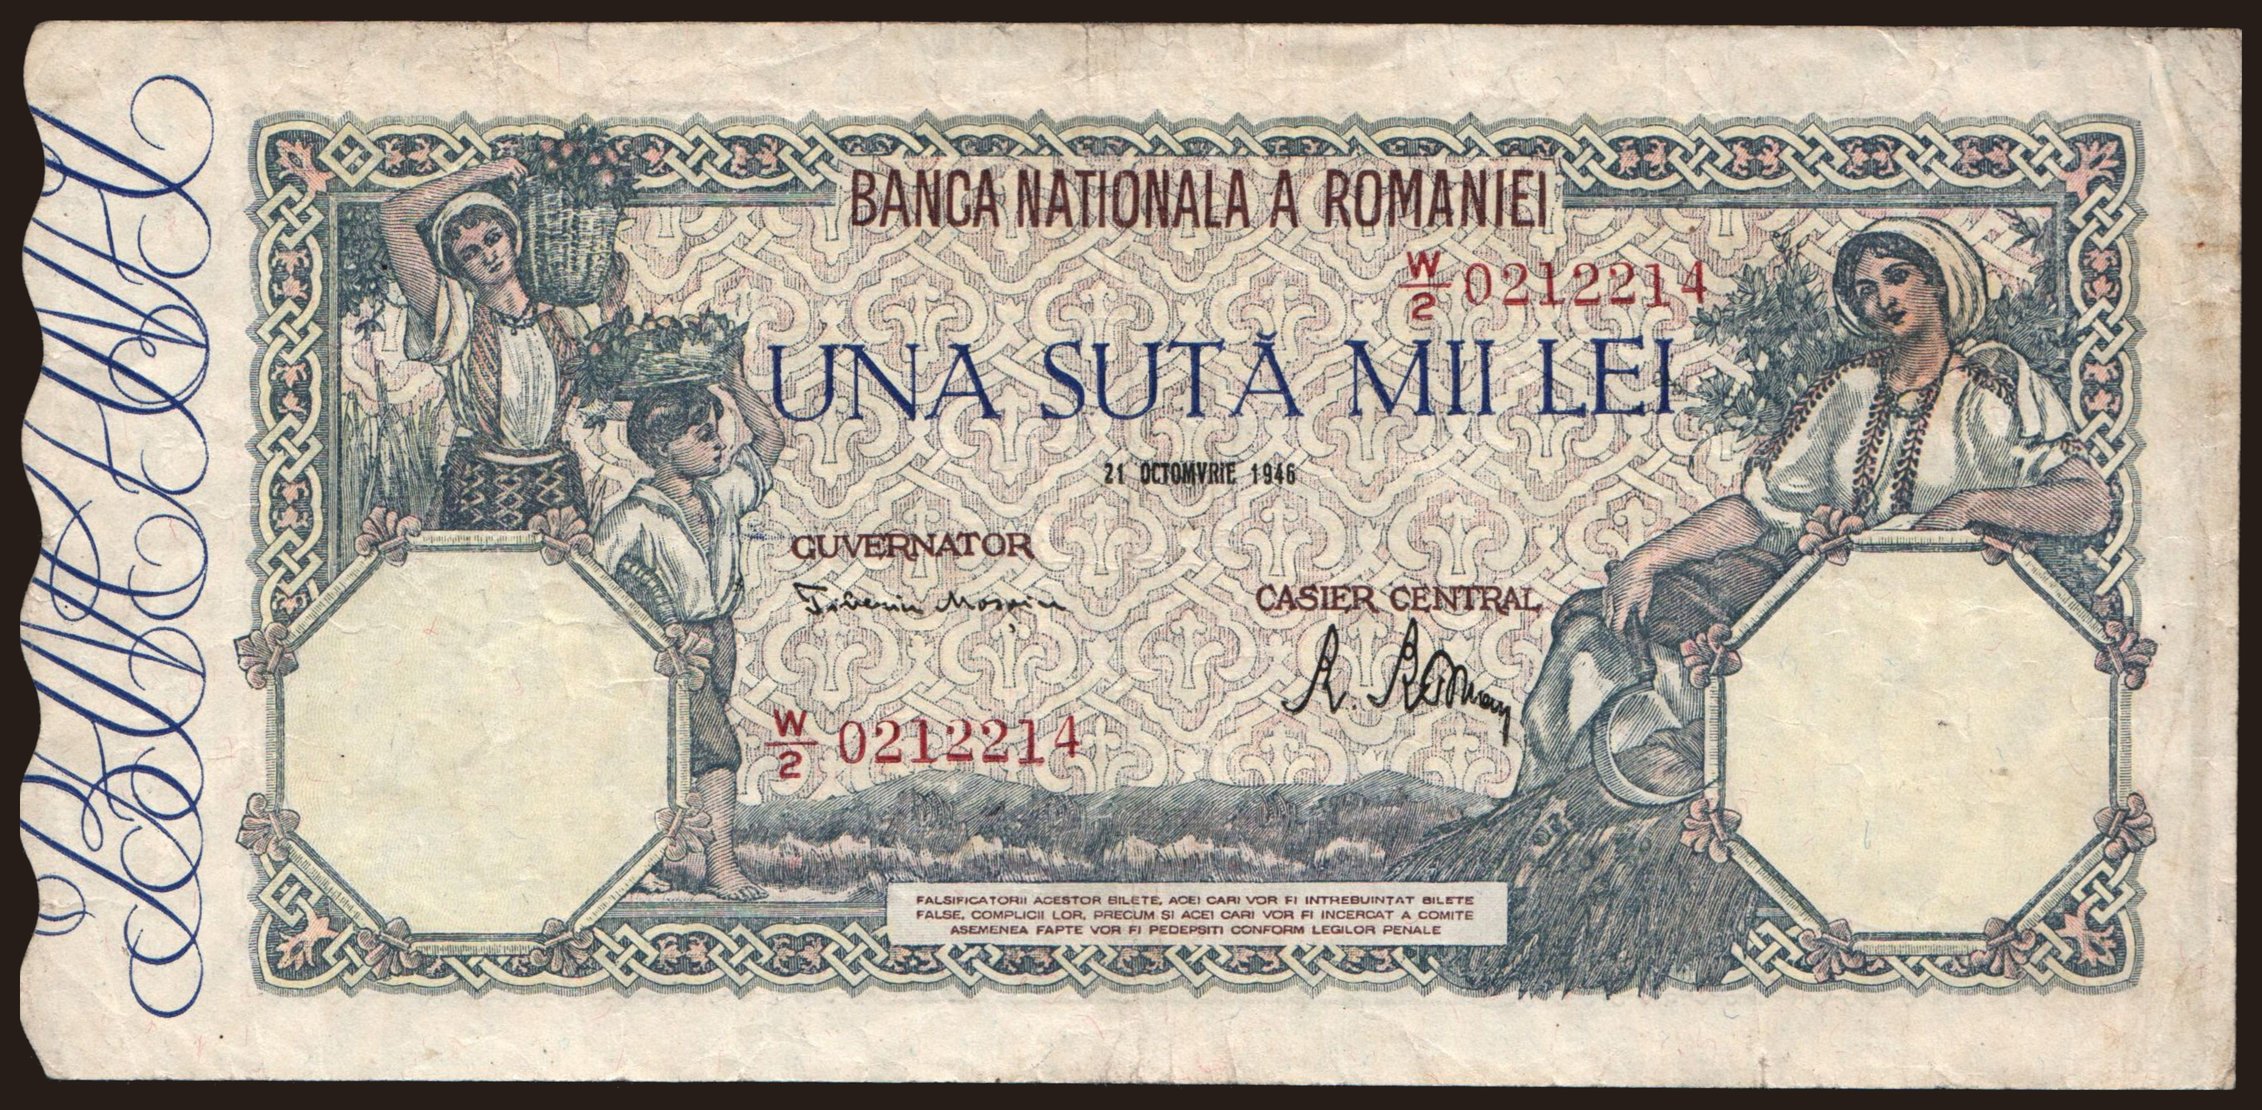 BANCA NATIONALA A ROMANIEI
W/2 0212214
UNA SUTĂ MII LEI
21 OCTOMVRIE 1946
GUVERNATOR
CASIER CENTRAL
W/2 0212214
FALSIFICATORII ACESTOR BILETE, ACEI CARI VOR FI INTREBUINTAT BILETE
FALSE, COMPLICII LOR, PRECUM SI ACEI CARI VOR FI INCERCAT A COMITE
ASEMENEA FAPTE VOR FI PEDEPSITI CONFORM LEGILOR PENALE